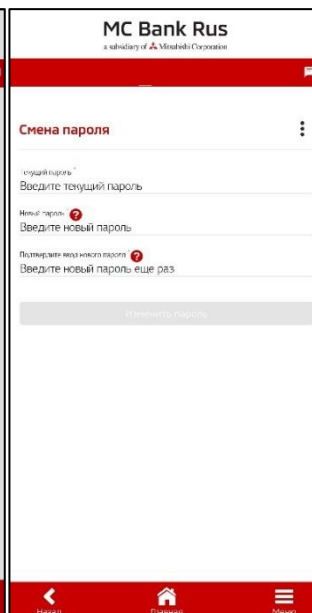 MC Bank Rus
a subsidiary of Mitsubishi Corporation
Смена пароля
Текущий пароль *
Введите текущий пароль
Новый пароль *
Введите новый пароль
Подтвердите ввод нового пароля
Введите новый пароль еще раз
Изменить пароль
Назад
Главная
Меню